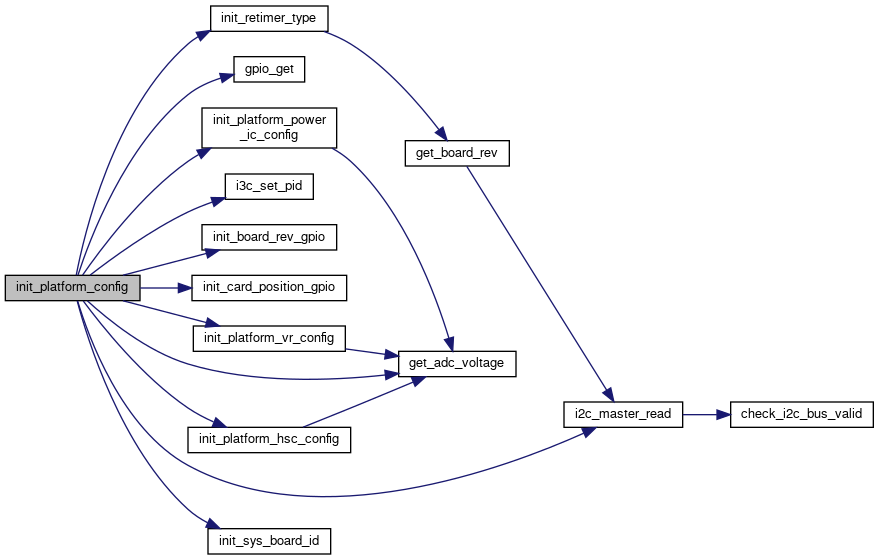 init_retimer_type
gpio_get
init_platform_power
_ic_config
get_board_rev
i3c_set_pid
init_board_rev_gpio
init_platform_config
init_card_position_gpio
init_platform_vr_config
get_adc_voltage
i2c_master_read
check_i2c_bus_valid
init_platform_hsc_config
init_sys_board_id